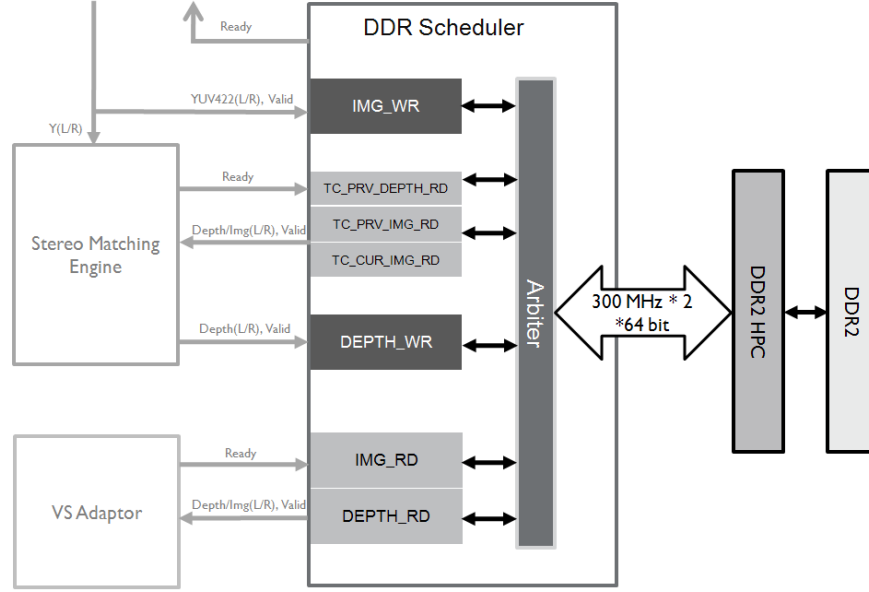 Ready
DDR Scheduler
YUV422(L/R), Valid
IMG_WR
Y(L/R)
Ready
TC_PRV_DEPTH_RD
Stereo Matching
Engine
Depth/Img(L/R), Valid
TC_PRV_IMG_RD
TC_CUR_IMG_RD
Depth(L/R), Valid
DEPTH_WR
Arbiter
300 MHz * 2
*64 bit
DDR2 HPC
DDR2
Ready
IMG_RD
VS Adaptor
Depth/Img(L/R), Valid
DEPTH_RD